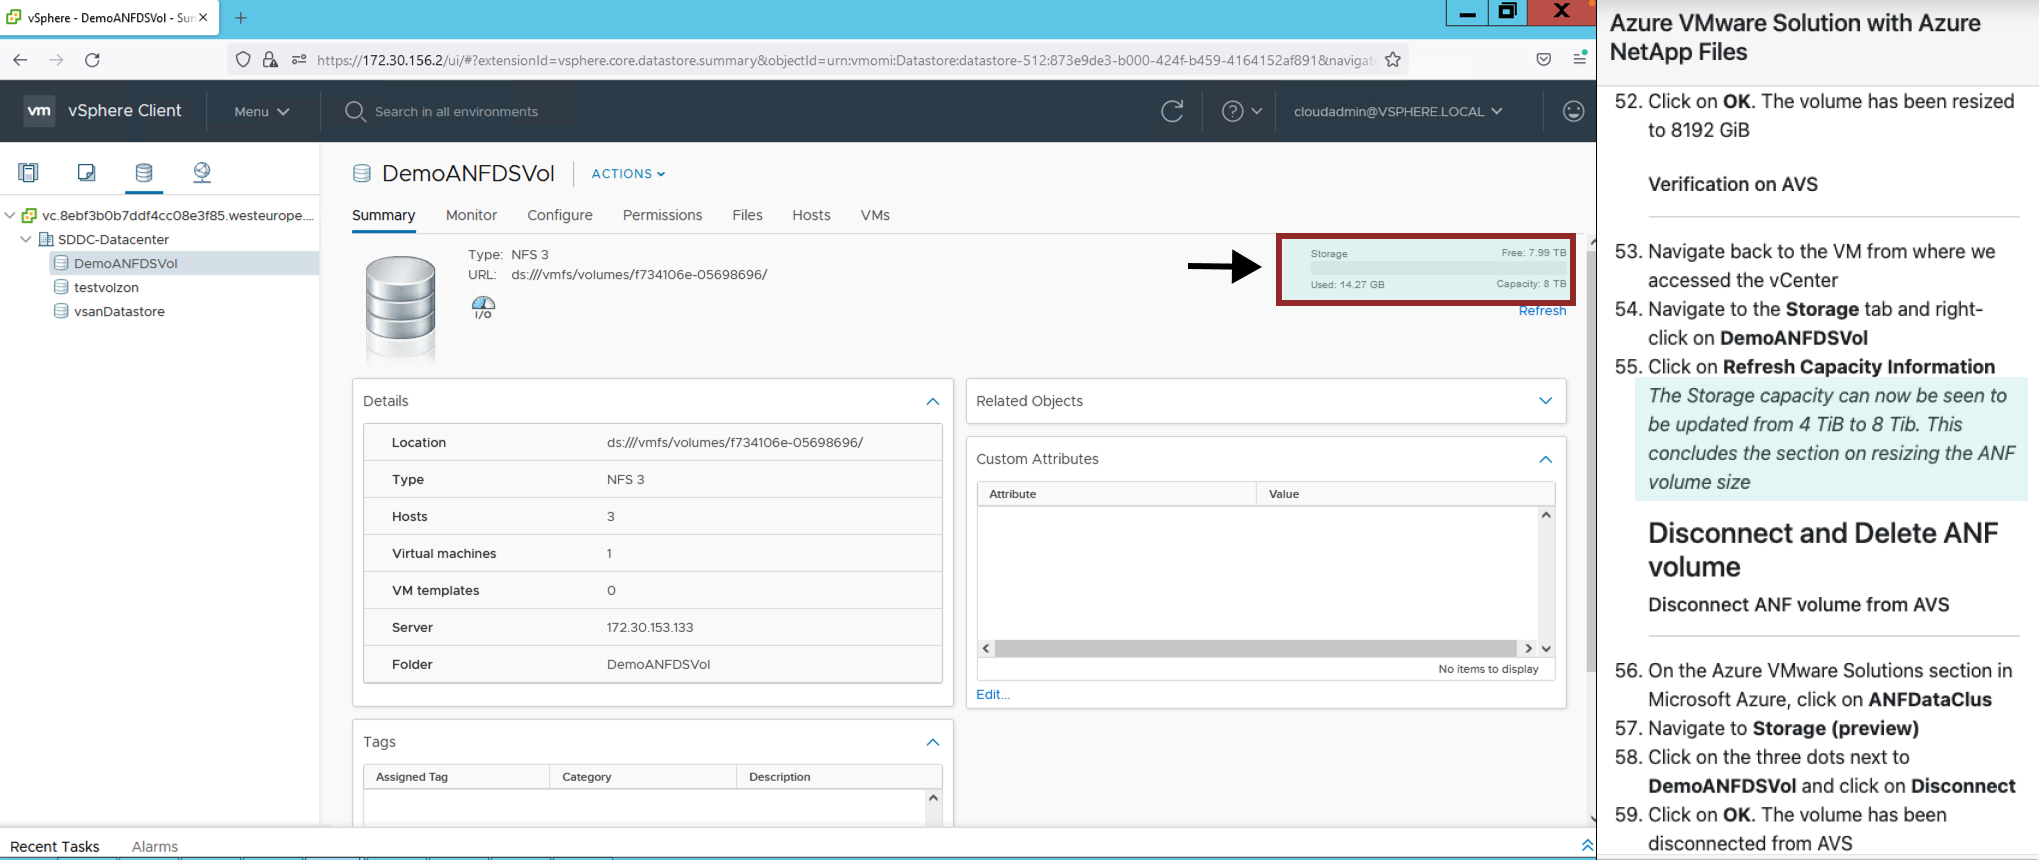 vSphere - DemoANFDSVol - Sur
https://172.30.156.2/ui/#?extensionId=vsphere.core.datastore.summary&objectId=urn:vmomi:Datastore:datastore-512:873e9de3-b000-424f-b459-4164152af891&navigat
vm vSphere Client
Menu
Search in all environments
cloudadmin@VSPHERE.LOCAL
vc.8ebf3b0b7ddf4cc08e3f85.westeurope....
SDDC-Datacenter
DemoANFDSVol
testvolzon
vsanDatastore
DemoANFDSVol
ACTIONS
Summary Monitor Configure Permissions Files Hosts VMs
Type: NFS 3
URL: ds:///vmfs/volumes/f734106e-05698696/
I/O
Storage Free: 7.99 TB
Used: 14.27 GB Capacity: 8 TB
Refresh
Details
Location ds:///vmfs/volumes/f734106e-05698696/
Type NFS 3
Hosts 3
Virtual machines 1
VM templates 0
Server 172.30.153.133
Folder DemoANFDSVol
Related Objects
Custom Attributes
Attribute Value
No items to display
Edit...
Tags
Assigned Tag Category Description
Recent Tasks Alarms
Azure VMware Solution with Azure
NetApp Files
52. Click on OK. The volume has been resized
to 8192 GiB
Verification on AVS
53. Navigate back to the VM from where we
accessed the vCenter
54. Navigate to the Storage tab and right-
click on DemoANFDSVol
55. Click on Refresh Capacity Information
The Storage capacity can now be seen to
be updated from 4 TiB to 8 Tib. This
concludes the section on resizing the ANF
volume size
Disconnect and Delete ANF
volume
Disconnect ANF volume from AVS
56. On the Azure VMware Solutions section in
Microsoft Azure, click on ANFDataClus
57. Navigate to Storage (preview)
58. Click on the three dots next to
DemoANFDSVol and click on Disconnect
59. Click on OK. The volume has been
disconnected from AVS